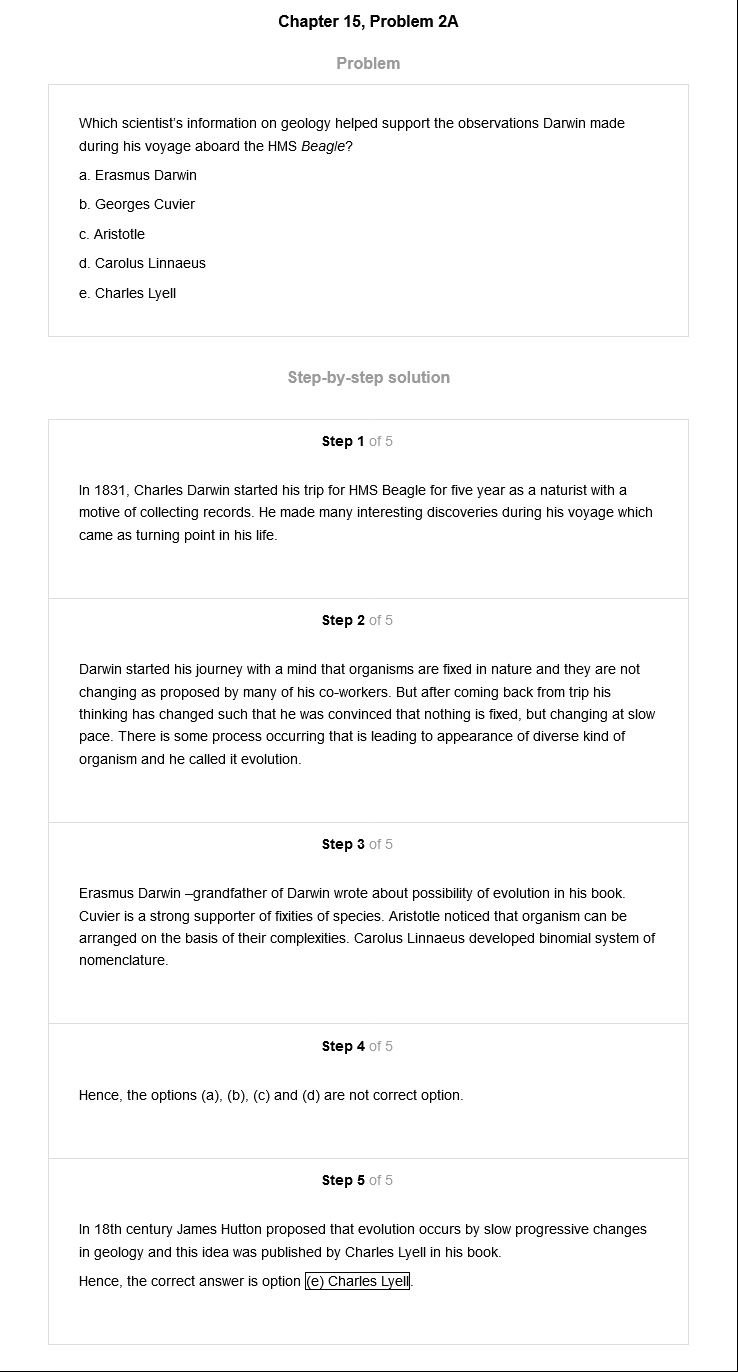 Chapter 15, Problem 2A
Problem
Which scientist's information on geology helped support the observations Darwin made
during his voyage aboard the HMS Beagle?
a. Erasmus Darwin
b. Georges Cuvier
c. Aristotle
d. Carolus Linnaeus
e. Charles Lyell
Step-by-step solution
Step 1 of 5
In 1831, Charles Darwin started his trip for HMS Beagle for five year as a naturist with a
motive of collecting records. He made many interesting discoveries during his voyage which
came as turning point in his life.
Step 2 of 5
Darwin started his journey with a mind that organisms are fixed in nature and they are not
changing as proposed by many of his co-workers. But after coming back from trip his
thinking has changed such that he was convinced that nothing is fixed, but changing at slow
pace. There is some process occurring that is leading to appearance of diverse kind of
organism and he called it evolution.
Step 3 of 5
Erasmus Darwin –grandfather of Darwin wrote about possibility of evolution in his book.
Cuvier is a strong supporter of fixities of species. Aristotle noticed that organism can be
arranged on the basis of their complexities. Carolus Linnaeus developed binomial system of
nomenclature.
Step 4 of 5
Hence, the options (a), (b), (c) and (d) are not correct option.
Step 5 of 5
In 18th century James Hutton proposed that evolution occurs by slow progressive changes
in geology and this idea was published by Charles Lyell in his book.
Hence, the correct answer is option (e) Charles Lyell.